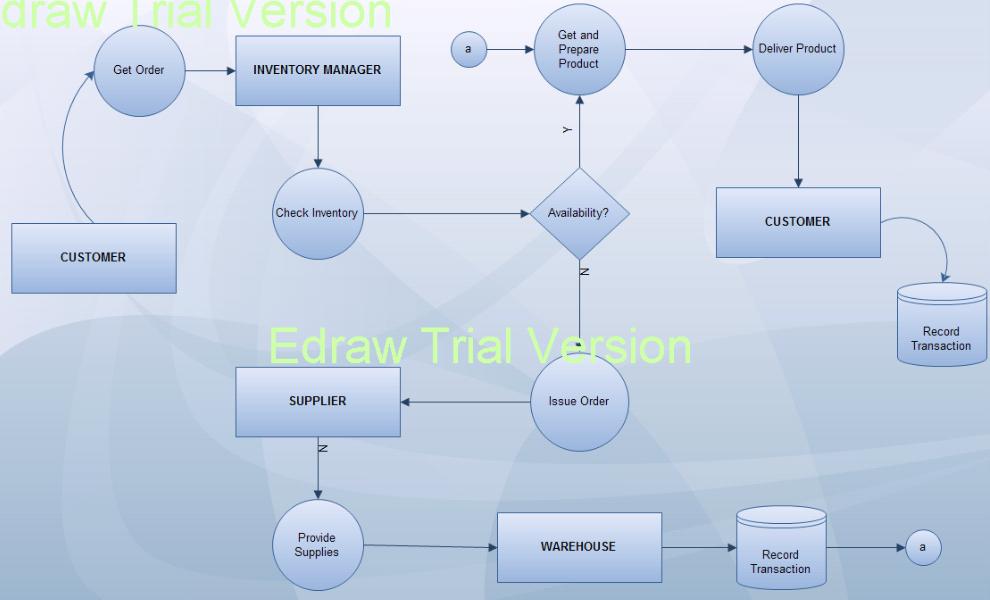 draw Trial Version
Get Order
INVENTORY MANAGER
a
Get and
Prepare
Product
Deliver Product
Y
Check Inventory
Availability?
CUSTOMER
CUSTOMER
N
Record
Transaction
Edraw Trial Version
SUPPLIER
Issue Order
N
Provide
Supplies
WAREHOUSE
Record
Transaction
a